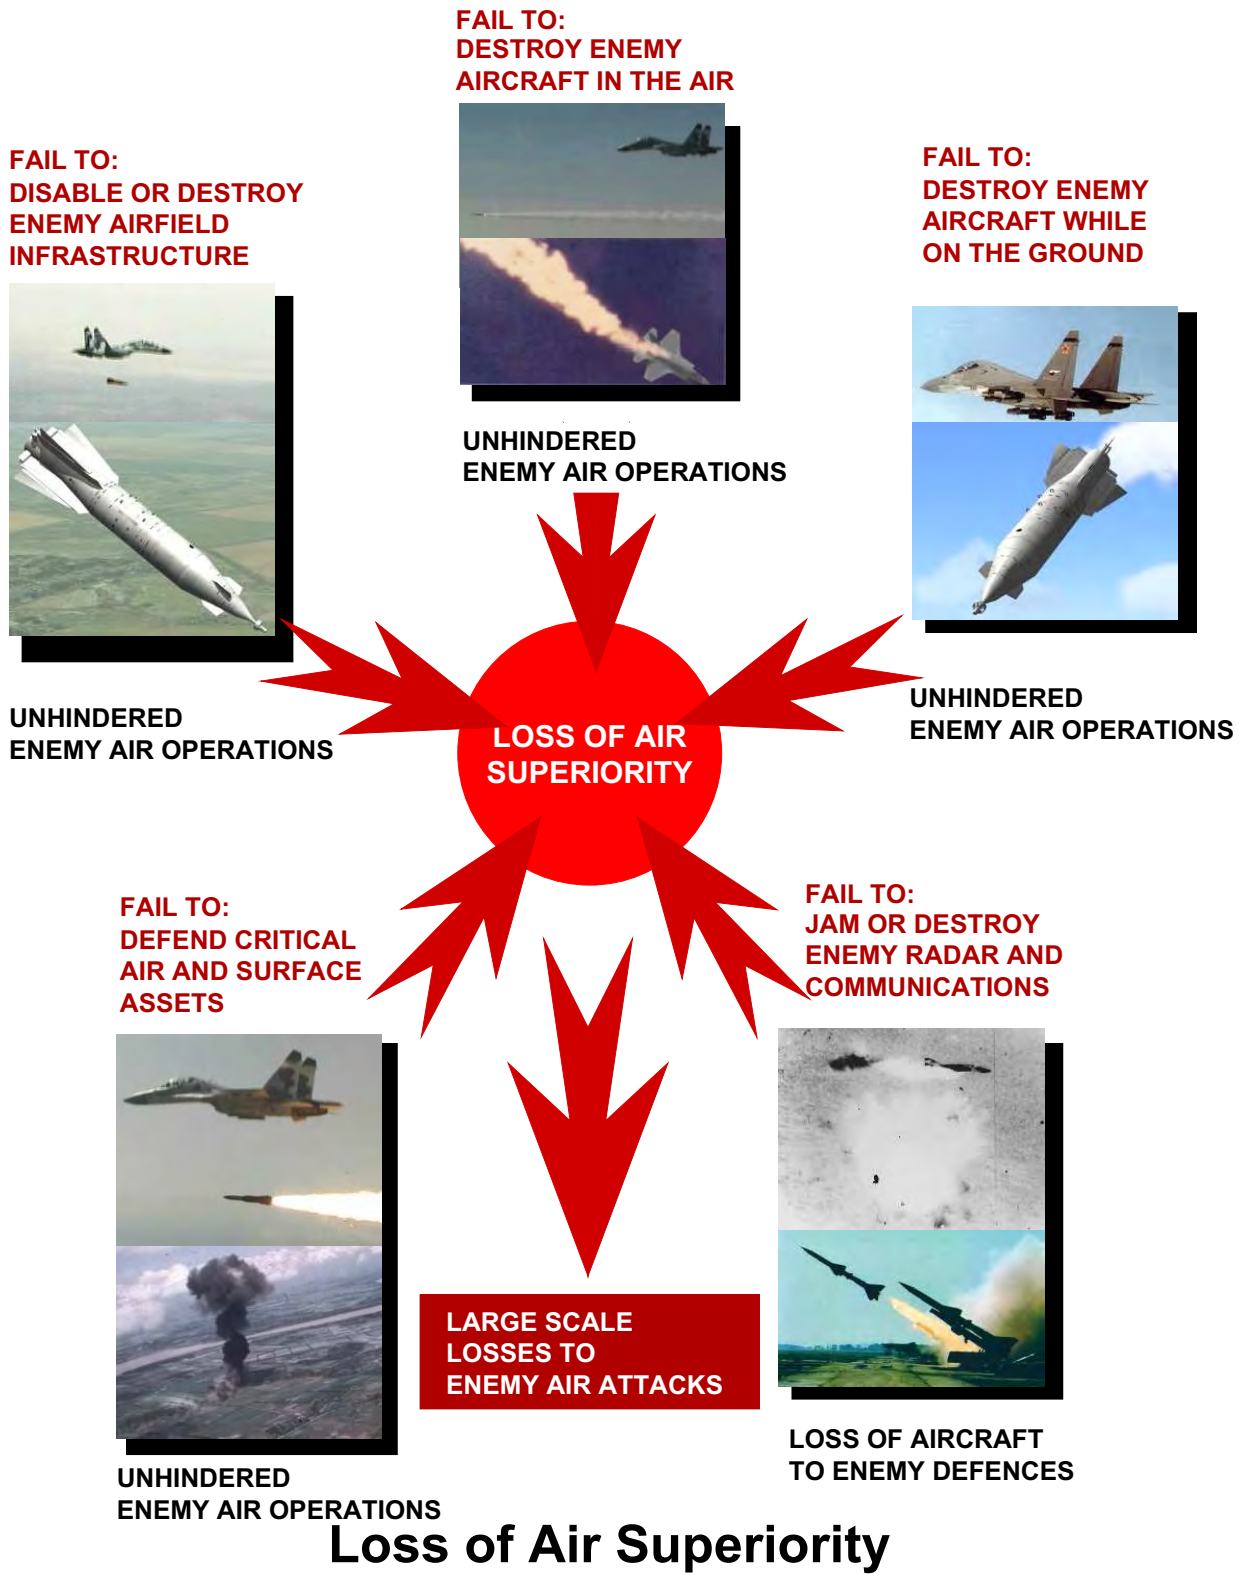 FAIL TO:
DESTROY ENEMY
AIRCRAFT IN THE AIR
FAIL TO:
DISABLE OR DESTROY
ENEMY AIRFIELD
INFRASTRUCTURE
FAIL TO:
DESTROY ENEMY
AIRCRAFT WHILE
ON THE GROUND
UNHINDERED
ENEMY AIR OPERATIONS
UNHINDERED
ENEMY AIR OPERATIONS
UNHINDERED
ENEMY AIR OPERATIONS
LOSS OF AIR
SUPERIORITY
FAIL TO:
DEFEND CRITICAL
AIR AND SURFACE
ASSETS
FAIL TO:
JAM OR DESTROY
ENEMY RADAR AND
COMMUNICATIONS
LARGE SCALE
LOSSES TO
ENEMY AIR ATTACKS
UNHINDERED
ENEMY AIR OPERATIONS
LOSS OF AIRCRAFT
TO ENEMY DEFENCES
Loss of Air Superiority